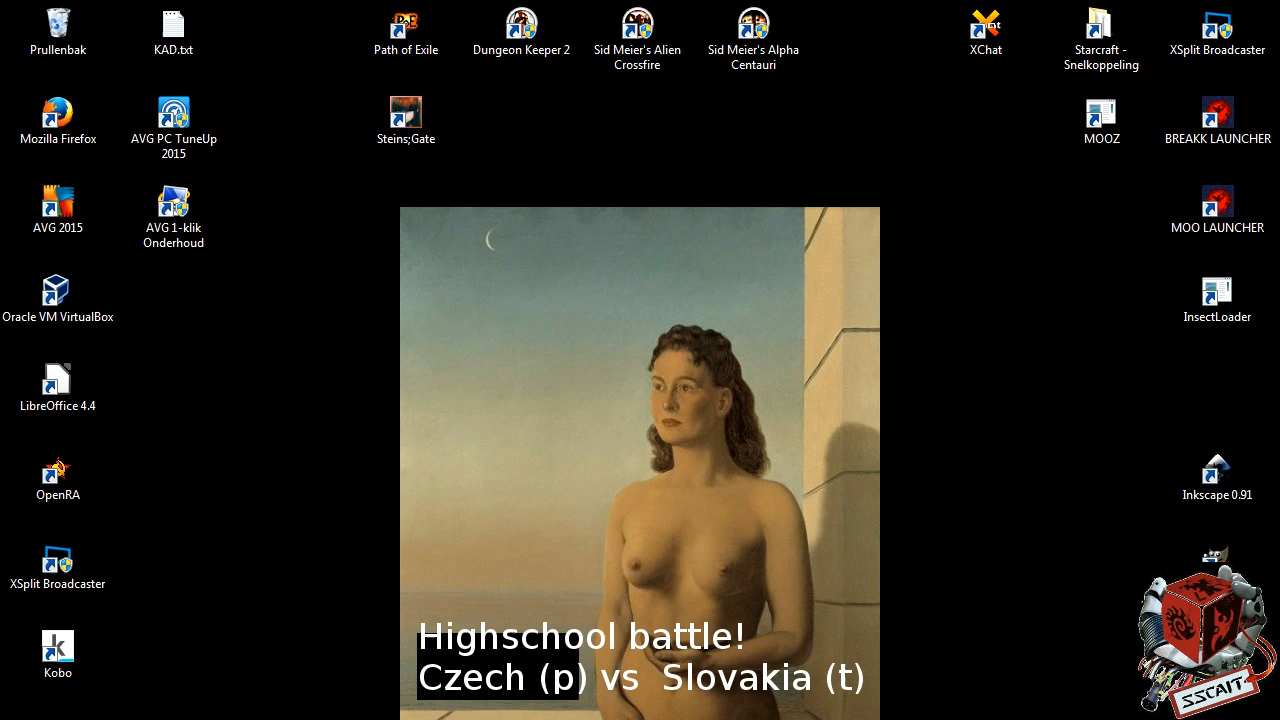 Prullenbak
KAD.txt
Path of Exile
Dungeon Keeper 2
Sid Meier's Alien
Crossfire
Sid Meier's Alpha
Centauri
XChat
Starcraft -
Snelkoppeling
XSplit Broadcaster
Mozilla Firefox
AVG PC TuneUp
2015
Steins;Gate
MOOZ
BREAKK LAUNCHER
AVG 2015
AVG 1-klik
Onderhoud
MOO LAUNCHER
Oracle VM VirtualBox
InsectLoader
LibreOffice 4.4
OpenRA
Inkscape 0.91
XSplit Broadcaster
Kobo
Highschool battle!
Czech (p) vs  Slovakia (t)
SSCAIT